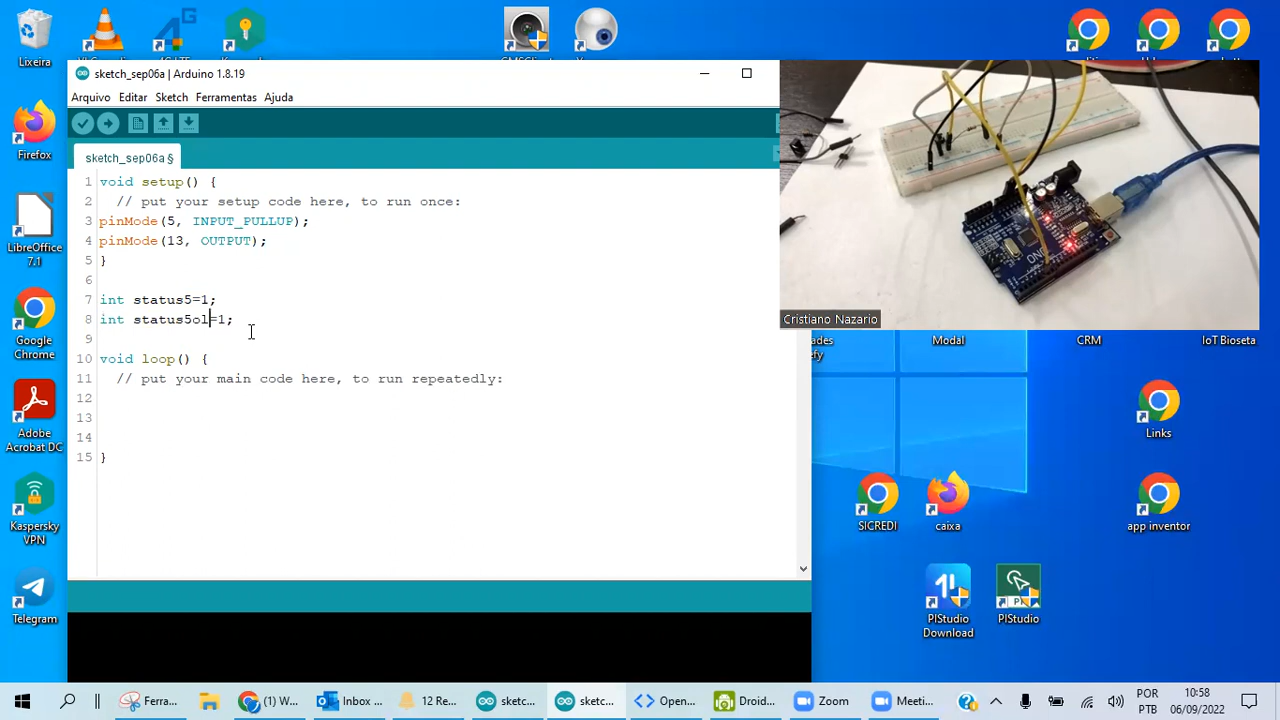 Lixeira
sketch_sep06a | Arduino 1.8.19
Arquivo Editar Sketch Ferramentas Ajuda
sketch_sep06a §
1 void setup() {
2 // put your setup code here, to run once:
3 pinMode(5, INPUT_PULLUP);
4 pinMode(13, OUTPUT);
5 }
6
7 int status5=1;
8 int status5ol=1;
9
10 void loop() {
11 // put your main code here, to run repeatedly:
12
13
14
15 }
Firefox
LibreOffice
7.1
Google
Chrome
Adobe
Acrobat DC
Kaspersky
VPN
Telegram
UNO
Cristiano Nazario
Modal
CRM
IoT Bioseta
Links
SICREDI
caixa
app inventor
PIStudio
Download
PIStudio
Ferra...
(1) W...
Inbox ...
12 Re...
sketc...
sketc...
Open...
Droid...
Zoom
Meeti...
POR
PTB
10:58
06/09/2022